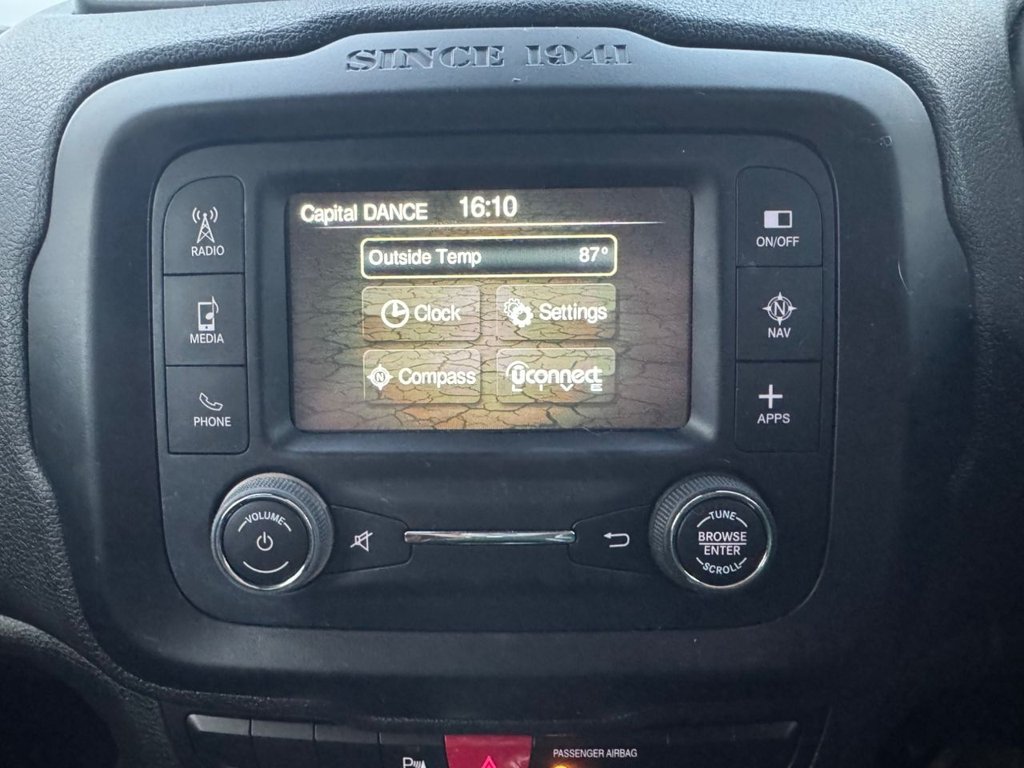 SINCE 1941
Capital DANCE 16:10
Outside Temp 87°
Clock Settings
Compass Uconnect
LIVE
RADIO
MEDIA
PHONE
ON/OFF
N
NAV
APPS
VOLUME
TUNE
BROWSE
ENTER
SCROLL
P
PASSENGER AIRBAG